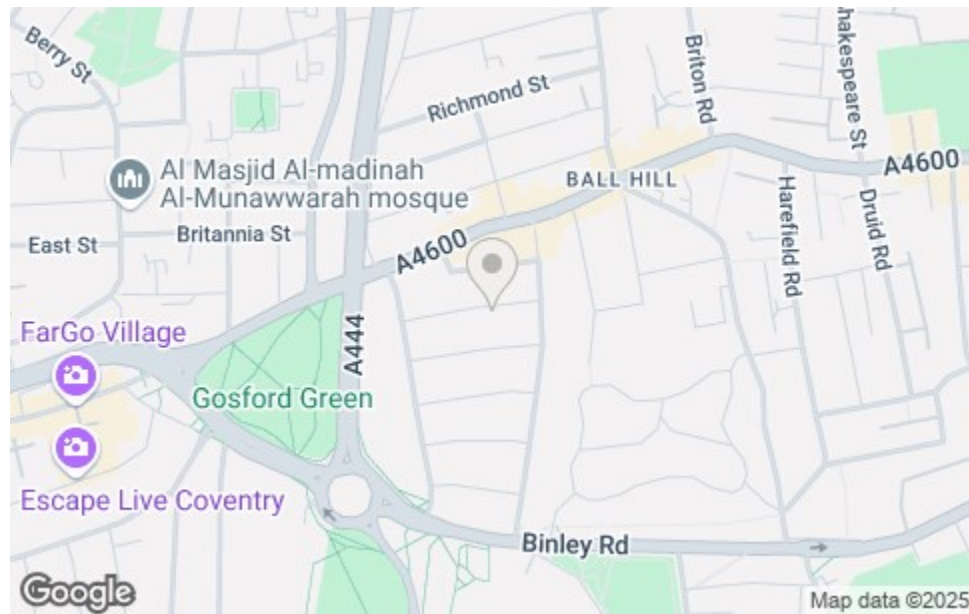 Berry St
Richmond St
Briton Rd
Shakespeare St
A4600
BALL HILL
Al Masjid Al-madinah
Al-Munawwarah mosque
East St
Britannia St
A4600
Harefield Rd
Druid Rd
FarGo Village
A444
Gosford Green
Escape Live Coventry
Binley Rd
Google
Map data ©2025